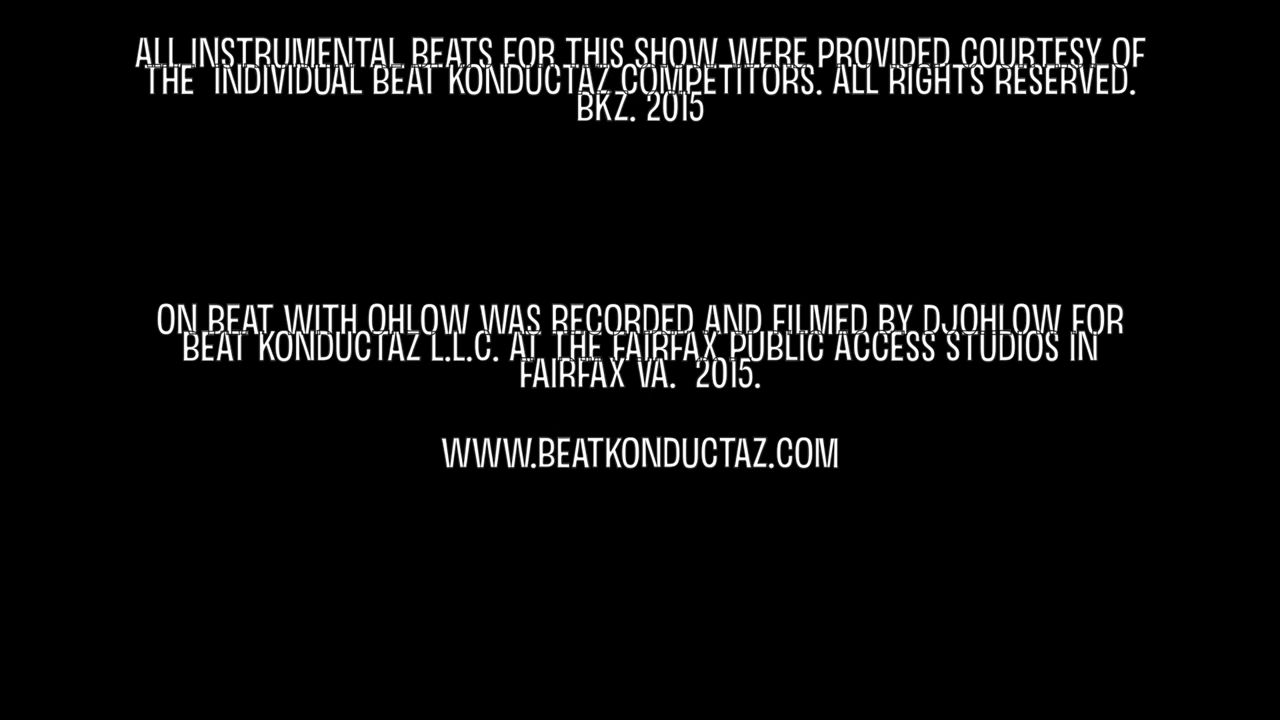 ALL INSTRUMENTAL BEATS FOR THIS SHOW WERE PROVIDED COURTESY OF
THE INDIVIDUAL BEAT KONDUCTAZ COMPETITORS. ALL RIGHTS RESERVED.
BKZ. 2015
ON BEAT WITH OHLOW WAS RECORDED AND FILMED BY DJOHLOW FOR
BEAT KONDUCTAZ L.L.C. AT THE FAIRFAX PUBLIC ACCESS STUDIOS IN
FAIRFAX VA. 2015.
WWW.BEATKONDUCTAZ.COM